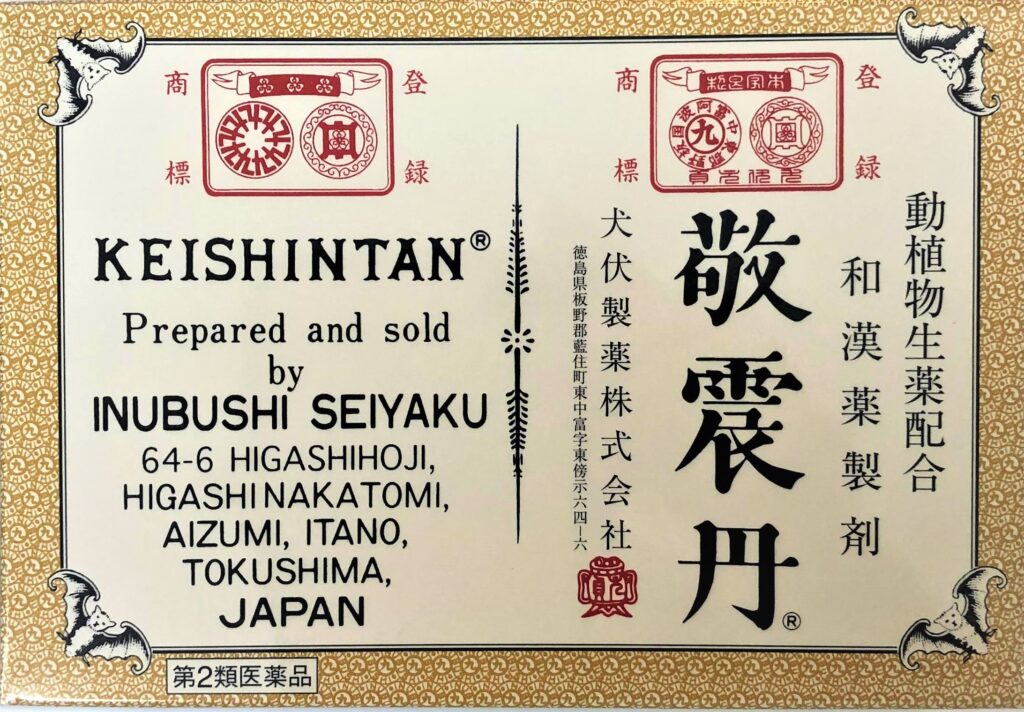 商標
登録
KEISHINTAN®
Prepared and sold
by
INUBUSHI SEIYAKU
64-6 HIGASHIHOJI,
HIGASHINAKATOMI,
AIZUMI, ITANO,
TOKUSHIMA,
JAPAN
商標
登録
九
動植物生薬配合
和漢薬製剤
敬震丹®
犬伏製薬株式会社
徳島県板野郡藍住町東中富字東傍示六四ー六
第2類医薬品